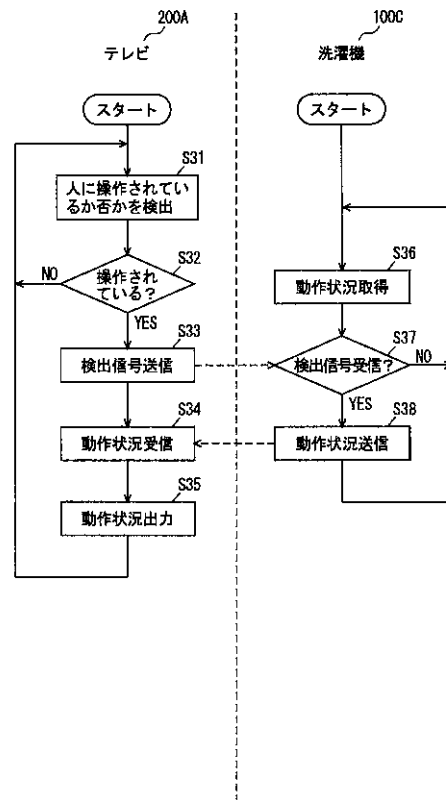 200A
テレビ
スタート
S31
人に操作されてい
るか否かを検出
S32
操作され
ている？
NO
YES
S33
検出信号送信
S34
動作状況受信
S35
動作状況出力
100C
洗濯機
スタート
S36
動作状況取得
S37
検出信号受信？
NO
YES
S38
動作状況送信